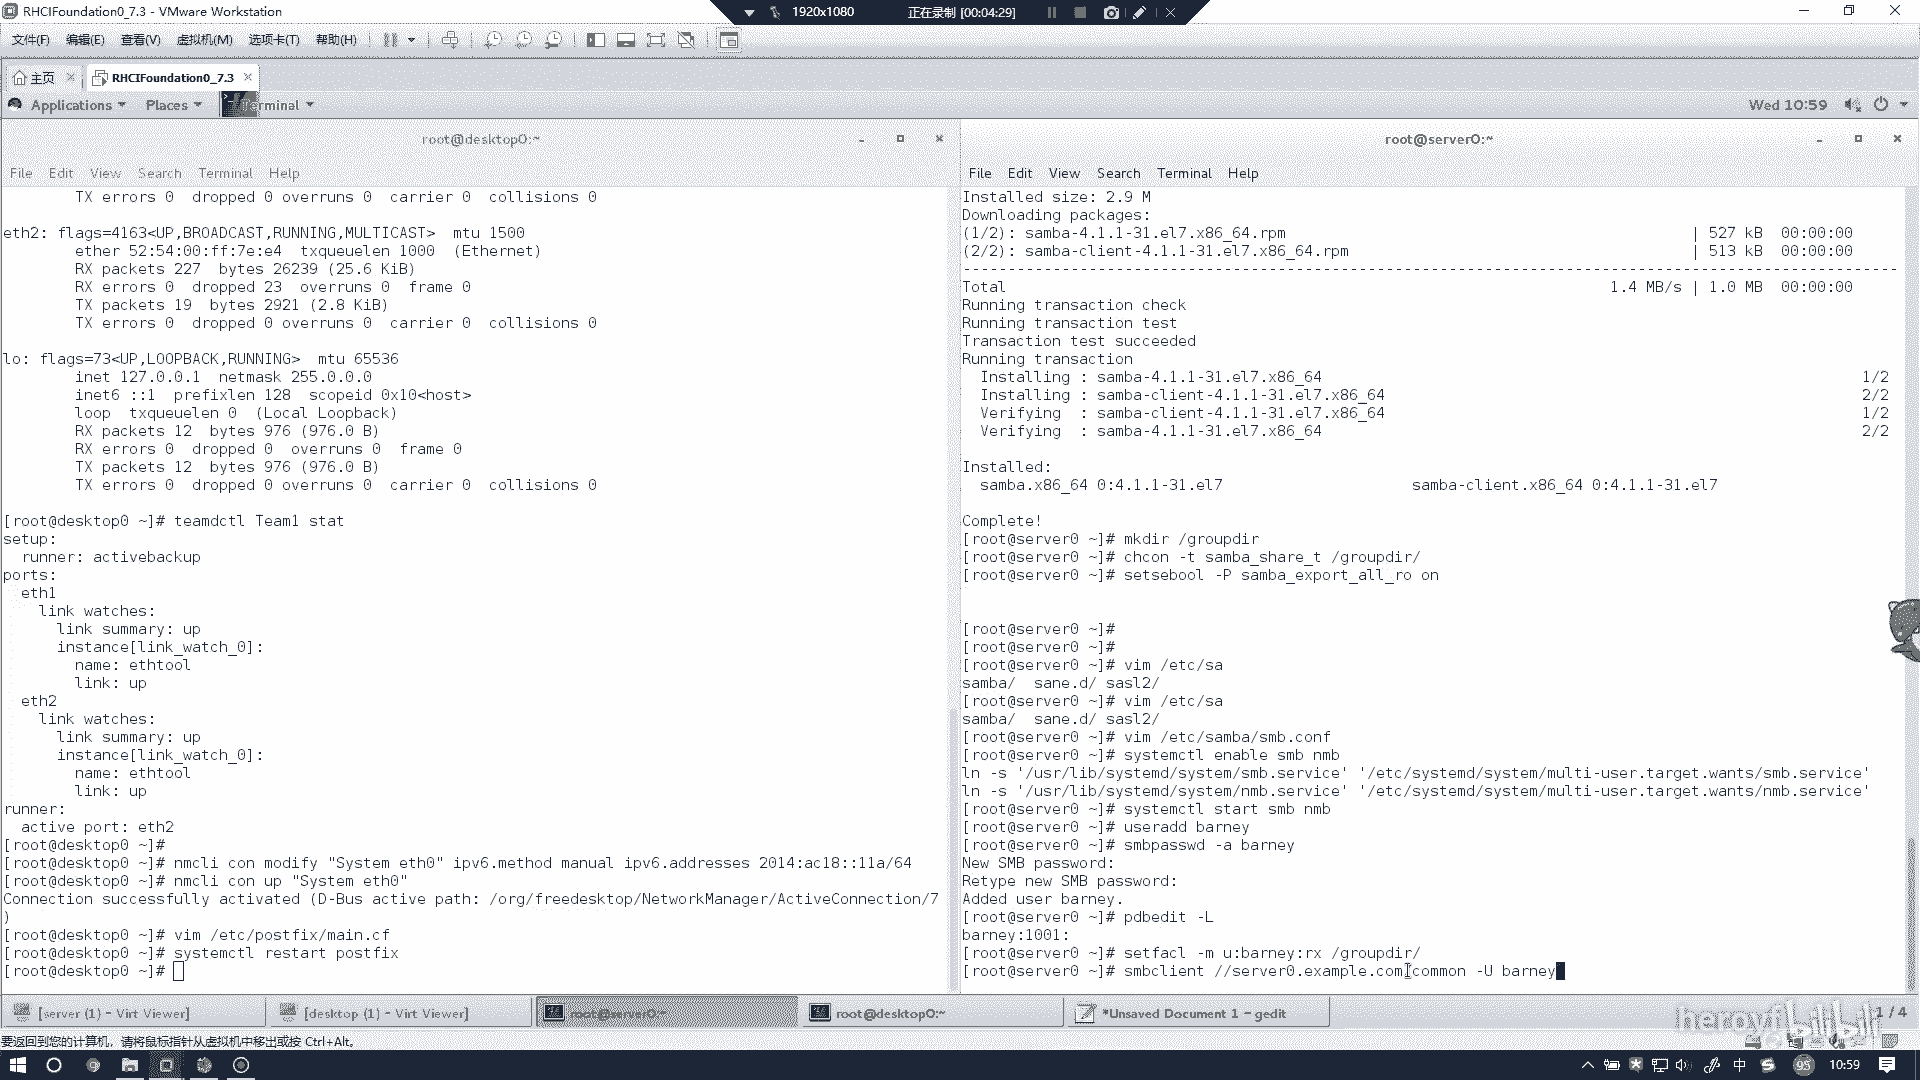 RHCIFoundation0_7.3 - VMware Workstation
1920x1080
正在录制 [00:04:29]
文件(F) 编辑(E) 查看(V) 虚拟机(M) 选项卡(T) 帮助(H)
主页
RHCIFoundation0_7.3
Applications Places Terminal
Wed 10:59
root@desktop0:~
File Edit View Search Terminal Help
TX errors 0 dropped 0 overruns 0 carrier 0 collisions 0
eth2: flags=4163<UP,BROADCAST,RUNNING,MULTICAST> mtu 1500
ether 52:54:00:ff:7e:e4 txqueuelen 1000 (Ethernet)
RX packets 227 bytes 26239 (25.6 KiB)
RX errors 0 dropped 23 overruns 0 frame 0
TX packets 19 bytes 2921 (2.8 KiB)
TX errors 0 dropped 0 overruns 0 carrier 0 collisions 0
lo: flags=73<UP,LOOPBACK,RUNNING> mtu 65536
inet 127.0.0.1 netmask 255.0.0.0
inet6 ::1 prefixlen 128 scopeid 0x10<host>
loop txqueuelen 0 (Local Loopback)
RX packets 12 bytes 976 (976.0 B)
RX errors 0 dropped 0 overruns 0 frame 0
TX packets 12 bytes 976 (976.0 B)
TX errors 0 dropped 0 overruns 0 carrier 0 collisions 0
[root@desktop0 ~]# teamdctl Team1 stat
setup:
runner: activebackup
ports:
eth1
link watches:
link summary: up
instance[link_watch_0]:
name: ethtool
link: up
eth2
link watches:
link summary: up
instance[link_watch_0]:
name: ethtool
link: up
runner:
active port: eth2
[root@desktop0 ~]#
[root@desktop0 ~]# nmcli con modify "System eth0" ipv6.method manual ipv6.addresses 2014:ac18::11a/64
[root@desktop0 ~]# nmcli con up "System eth0"
Connection successfully activated (D-Bus active path: /org/freedesktop/NetworkManager/ActiveConnection/7
)
[root@desktop0 ~]# vim /etc/postfix/main.cf
[root@desktop0 ~]# systemctl restart postfix
[root@desktop0 ~]#
root@server0:~
File Edit View Search Terminal Help
Installed size: 2.9 M
Downloading packages:
(1/2): samba-4.1.1-31.el7.x86_64.rpm | 527 kB 00:00:00
(2/2): samba-client-4.1.1-31.el7.x86_64.rpm | 513 kB 00:00:00
--------------------------------------------------------------------------------
Total 1.4 MB/s | 1.0 MB 00:00:00
Running transaction check
Running transaction test
Transaction test succeeded
Running transaction
Installing : samba-4.1.1-31.el7.x86_64 1/2
Installing : samba-client-4.1.1-31.el7.x86_64 2/2
Verifying : samba-client-4.1.1-31.el7.x86_64 1/2
Verifying : samba-4.1.1-31.el7.x86_64 2/2
Installed:
samba.x86_64 0:4.1.1-31.el7 samba-client.x86_64 0:4.1.1-31.el7
Complete!
[root@server0 ~]# mkdir /groupdir
[root@server0 ~]# chcon -t samba_share_t /groupdir/
[root@server0 ~]# setsebool -P samba_export_all_ro on
[root@server0 ~]#
[root@server0 ~]#
[root@server0 ~]# vim /etc/sa
samba/ sane.d/ sasl2/
[root@server0 ~]# vim /etc/sa
samba/ sane.d/ sasl2/
[root@server0 ~]# vim /etc/samba/smb.conf
[root@server0 ~]# systemctl enable smb nmb
ln -s '/usr/lib/systemd/system/smb.service' '/etc/systemd/system/multi-user.target.wants/smb.service'
ln -s '/usr/lib/systemd/system/nmb.service' '/etc/systemd/system/multi-user.target.wants/nmb.service'
[root@server0 ~]# systemctl start smb nmb
[root@server0 ~]# useradd barney
[root@server0 ~]# smbpasswd -a barney
New SMB password:
Retype new SMB password:
Added user barney.
[root@server0 ~]# pdbedit -L
barney:1001:
[root@server0 ~]# setfacl -m u:barney:rx /groupdir/
[root@server0 ~]# smbclient //server0.example.com/common -U barney
[server (1) - Virt Viewer] [desktop (1) - Virt Viewer] root@server0:~ root@desktop0:~ *Unsaved Document 1 - gedit 1 / 4
bilibili
要返回到您的计算机，请将鼠标指针从虚拟机中移出或按 Ctrl+Alt。
中 95 10:59